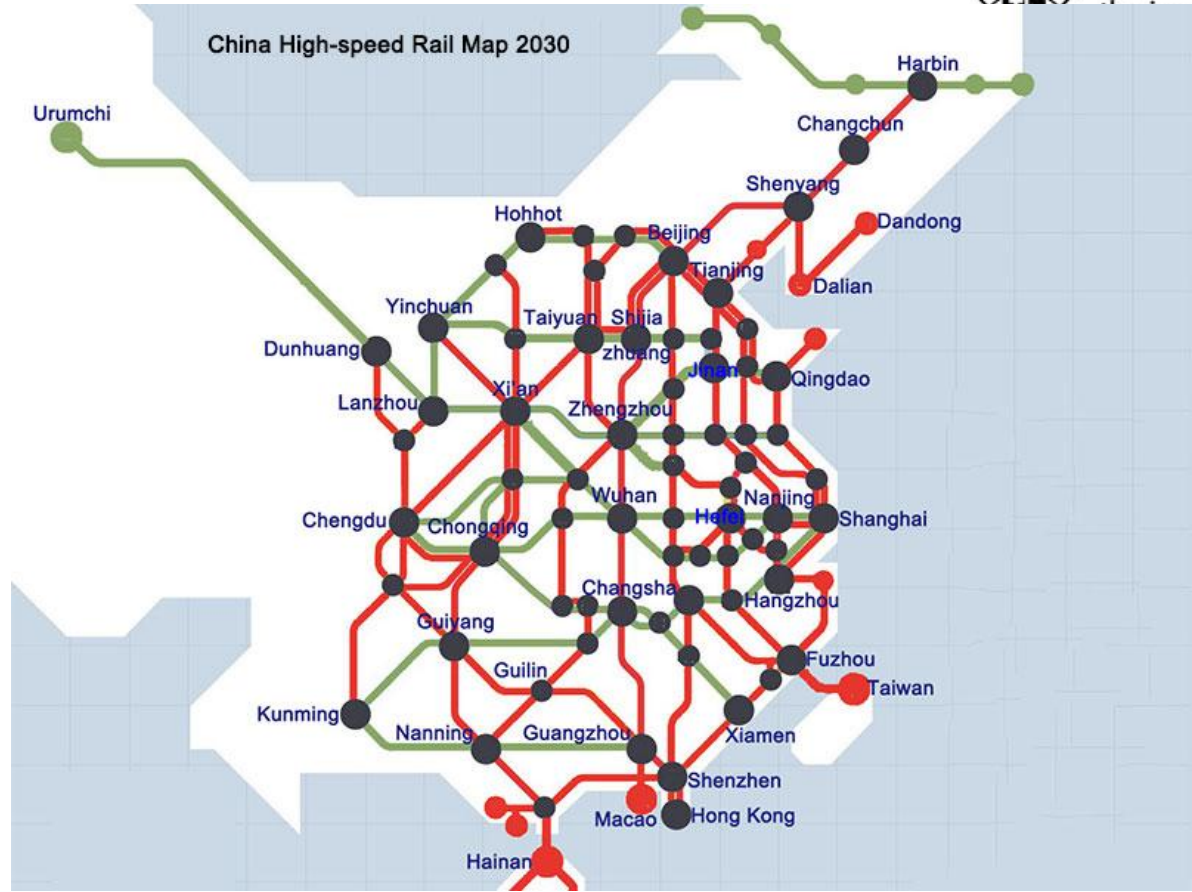 China High-speed Rail Map 2030
Harbin
Urumchi
Changchun
Shenyang
Hohhot
Dandong
Beijing
Tianjing
Dalian
Yinchuan
Taiyuan
Shijia
zhuang
Dunhuang
Jinan
Qingdao
Xi'an
Lanzhou
Zhengzhou
Wuhan
Nanjing
Hefei
Shanghai
Chengdu
Chongqing
Changsha
Hangzhou
Guiyang
Fuzhou
Guilin
Taiwan
Kunming
Nanning
Guangzhou
Xiamen
Shenzhen
Macao
Hong Kong
Hainan